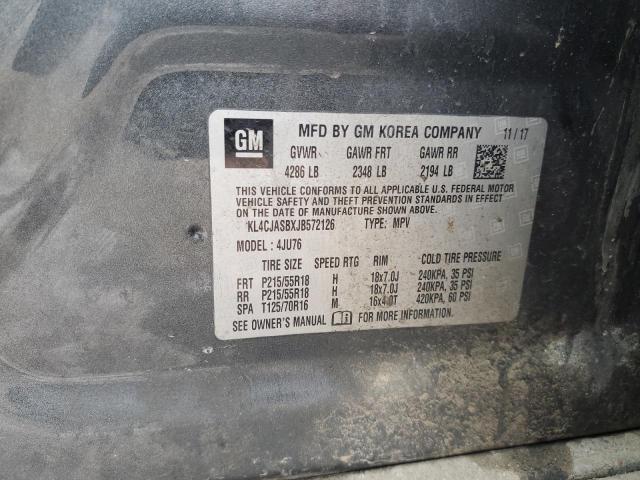 GM
MFD BY GM KOREA COMPANY 11/17
GVWR GAWR FRT GAWR RR
4286 LB 2348 LB 2194 LB
THIS VEHICLE CONFORMS TO ALL APPLICABLE U.S. FEDERAL MOTOR
VEHICLE SAFETY AND THEFT PREVENTION STANDARDS IN EFFECT
ON THE DATE OF MANUFACTURE SHOWN ABOVE.
KL4CJASBXJB572126 TYPE: MPV
MODEL: 4JU76
TIRE SIZE SPEED RTG RIM COLD TIRE PRESSURE
FRT P215/55R18 H 18x7.0J 240KPA, 35 PSI
RR P215/55R18 H 18x7.0J 240KPA, 35 PSI
SPA T125/70R16 M 16x4.0T 420KPA, 60 PSI
SEE OWNER'S MANUAL FOR MORE INFORMATION.